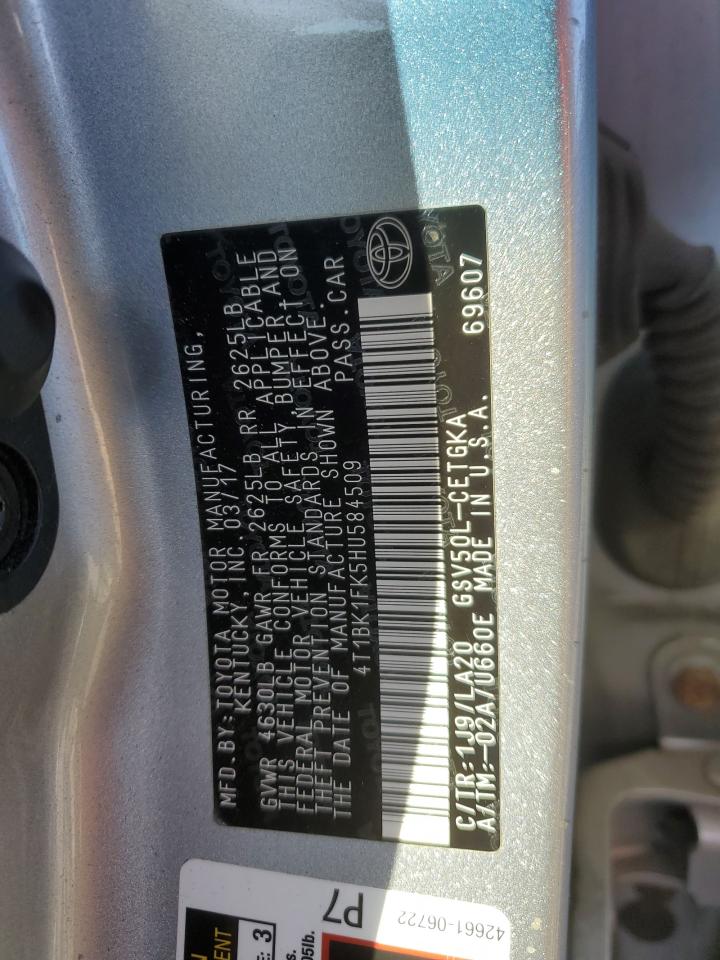 MFD.BY:TOYOTA MOTOR MANUFACTURING,
KENTUCKY, INC. 03/17
GVWR 4630LB GAWR FR 2625LB RR 2625LB
THIS VEHICLE CONFORMS TO ALL APPLICABLE
FEDERAL MOTOR VEHICLE SAFETY, BUMPER AND
THEFT PREVENTION STANDARDS IN EFFECT ON
THE DATE OF MANUFACTURE SHOWN ABOVE.
4T1BK1FK5HU584509 PASS.CAR
C/TR:1J9/LA20 GSV50L-CETGKA
A/TM:-02A/U660E MADE IN U.S.A. 69607
P7
42661-06722
3